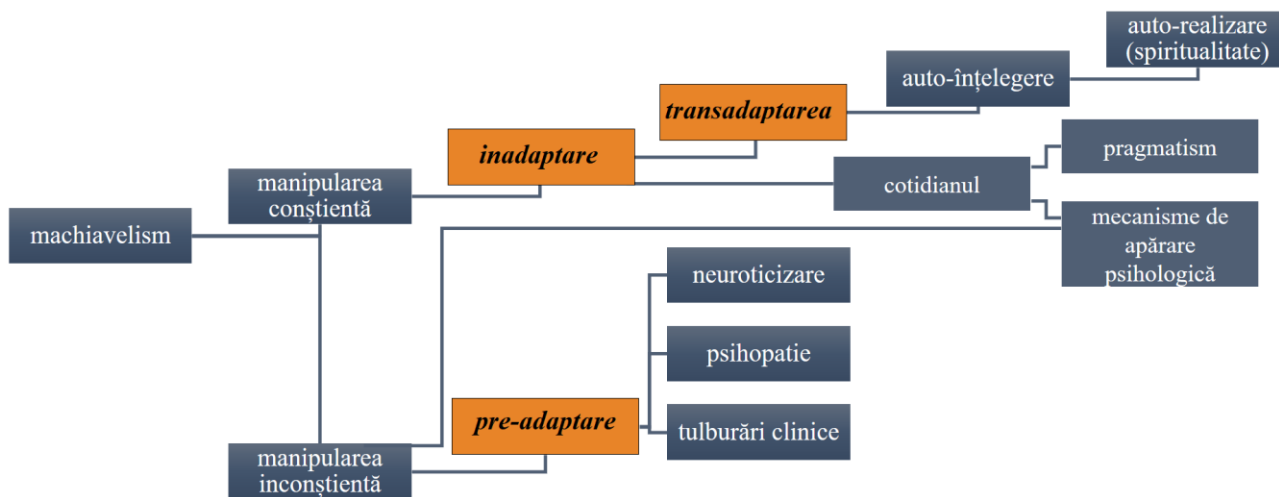 auto-realizare
(spiritualitate)
auto-înțelegere
transadaptarea
inadaptare
pragmatism
cotidianul
manipularea
conștientă
machiavelism
mecanisme de
apărare
psihologică
neuroticizare
psihopatie
pre-adaptare
tulburări clinice
manipularea
inconștientă